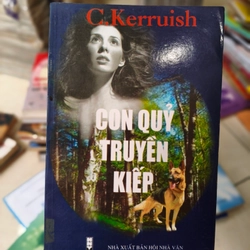 C. Kerruish
CON QUỶ
TRUYỀN
KIẾP
NHÀ XUẤT BẢN HỘI NHÀ VĂN